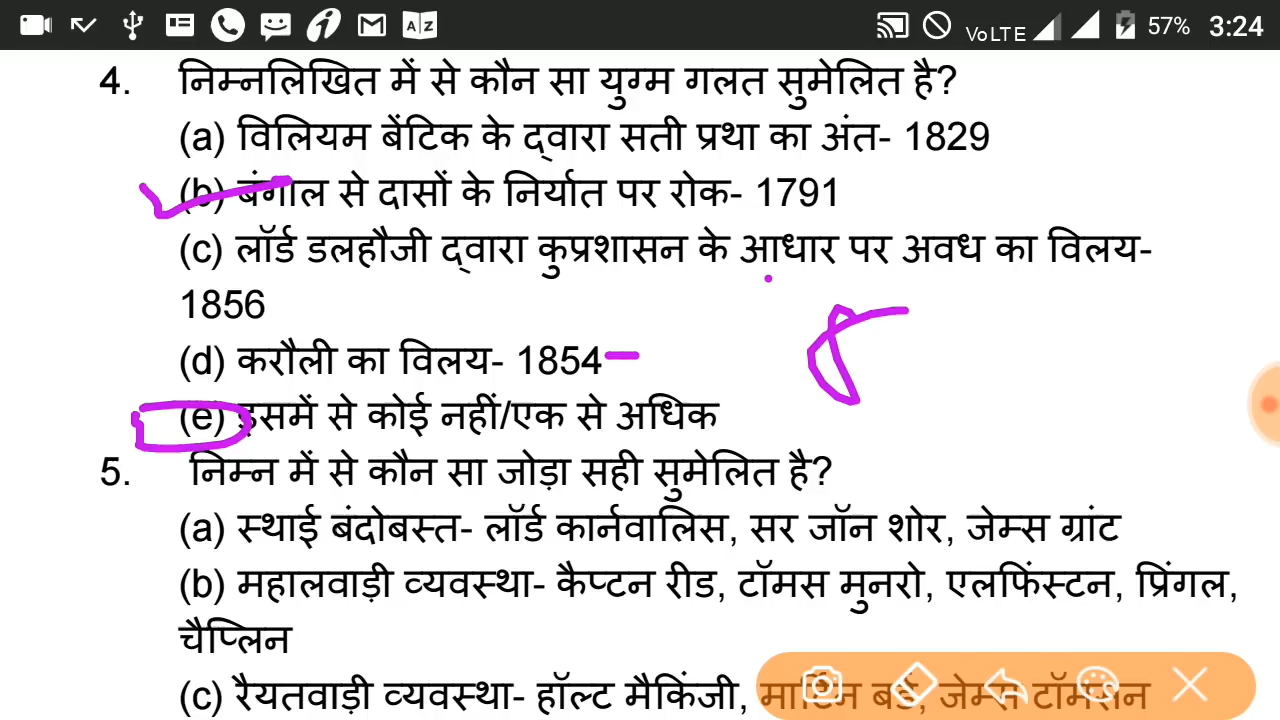 VoLTE 57% 3:24
4. निम्नलिखित में से कौन सा युग्म गलत सुमेलित है?
(a) विलियम बेंटिक के द्वारा सती प्रथा का अंत- 1829
(b) बंगाल से दासों के निर्यात पर रोक- 1791
(c) लॉर्ड डलहौजी द्वारा कुप्रशासन के आधार पर अवध का विलय-
1856
(d) करौली का विलय- 1854
(e) इसमें से कोई नहीं/एक से अधिक
5. निम्न में से कौन सा जोड़ा सही सुमेलित है?
(a) स्थाई बंदोबस्त- लॉर्ड कार्नवालिस, सर जॉन शोर, जेम्स ग्रांट
(b) महालवाड़ी व्यवस्था- कैप्टन रीड, टॉमस मुनरो, एलफिंस्टन, प्रिंगल,
चैप्लिन
(c) रैयतवाड़ी व्यवस्था- हॉल्ट मैकिंजी, मार्टिन बर्ड, जेम्स टॉमसन